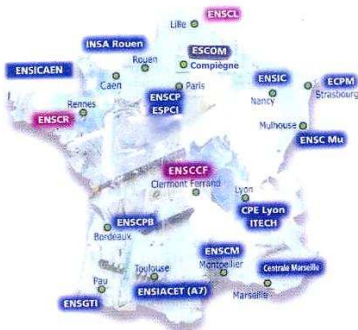 ENSCL
Lille
INSA Rouen
ESCOM
Rouen
Compiègne
ENSICAEN
Caen
ENSCP
ESPCI
Paris
ENSIC
Nancy
ECPM
Strasbourg
Rennes
ENSCR
Mulhouse
ENSC Mu
ENSCCF
Clermont Ferrand
Lyon
CPE Lyon
ITECH
ENSCPB
Bordeaux
ENSCM
Montpellier
Centrale Marseille
Marseille
Toulouse
ENSIACET (A7)
Pau
ENSGTI